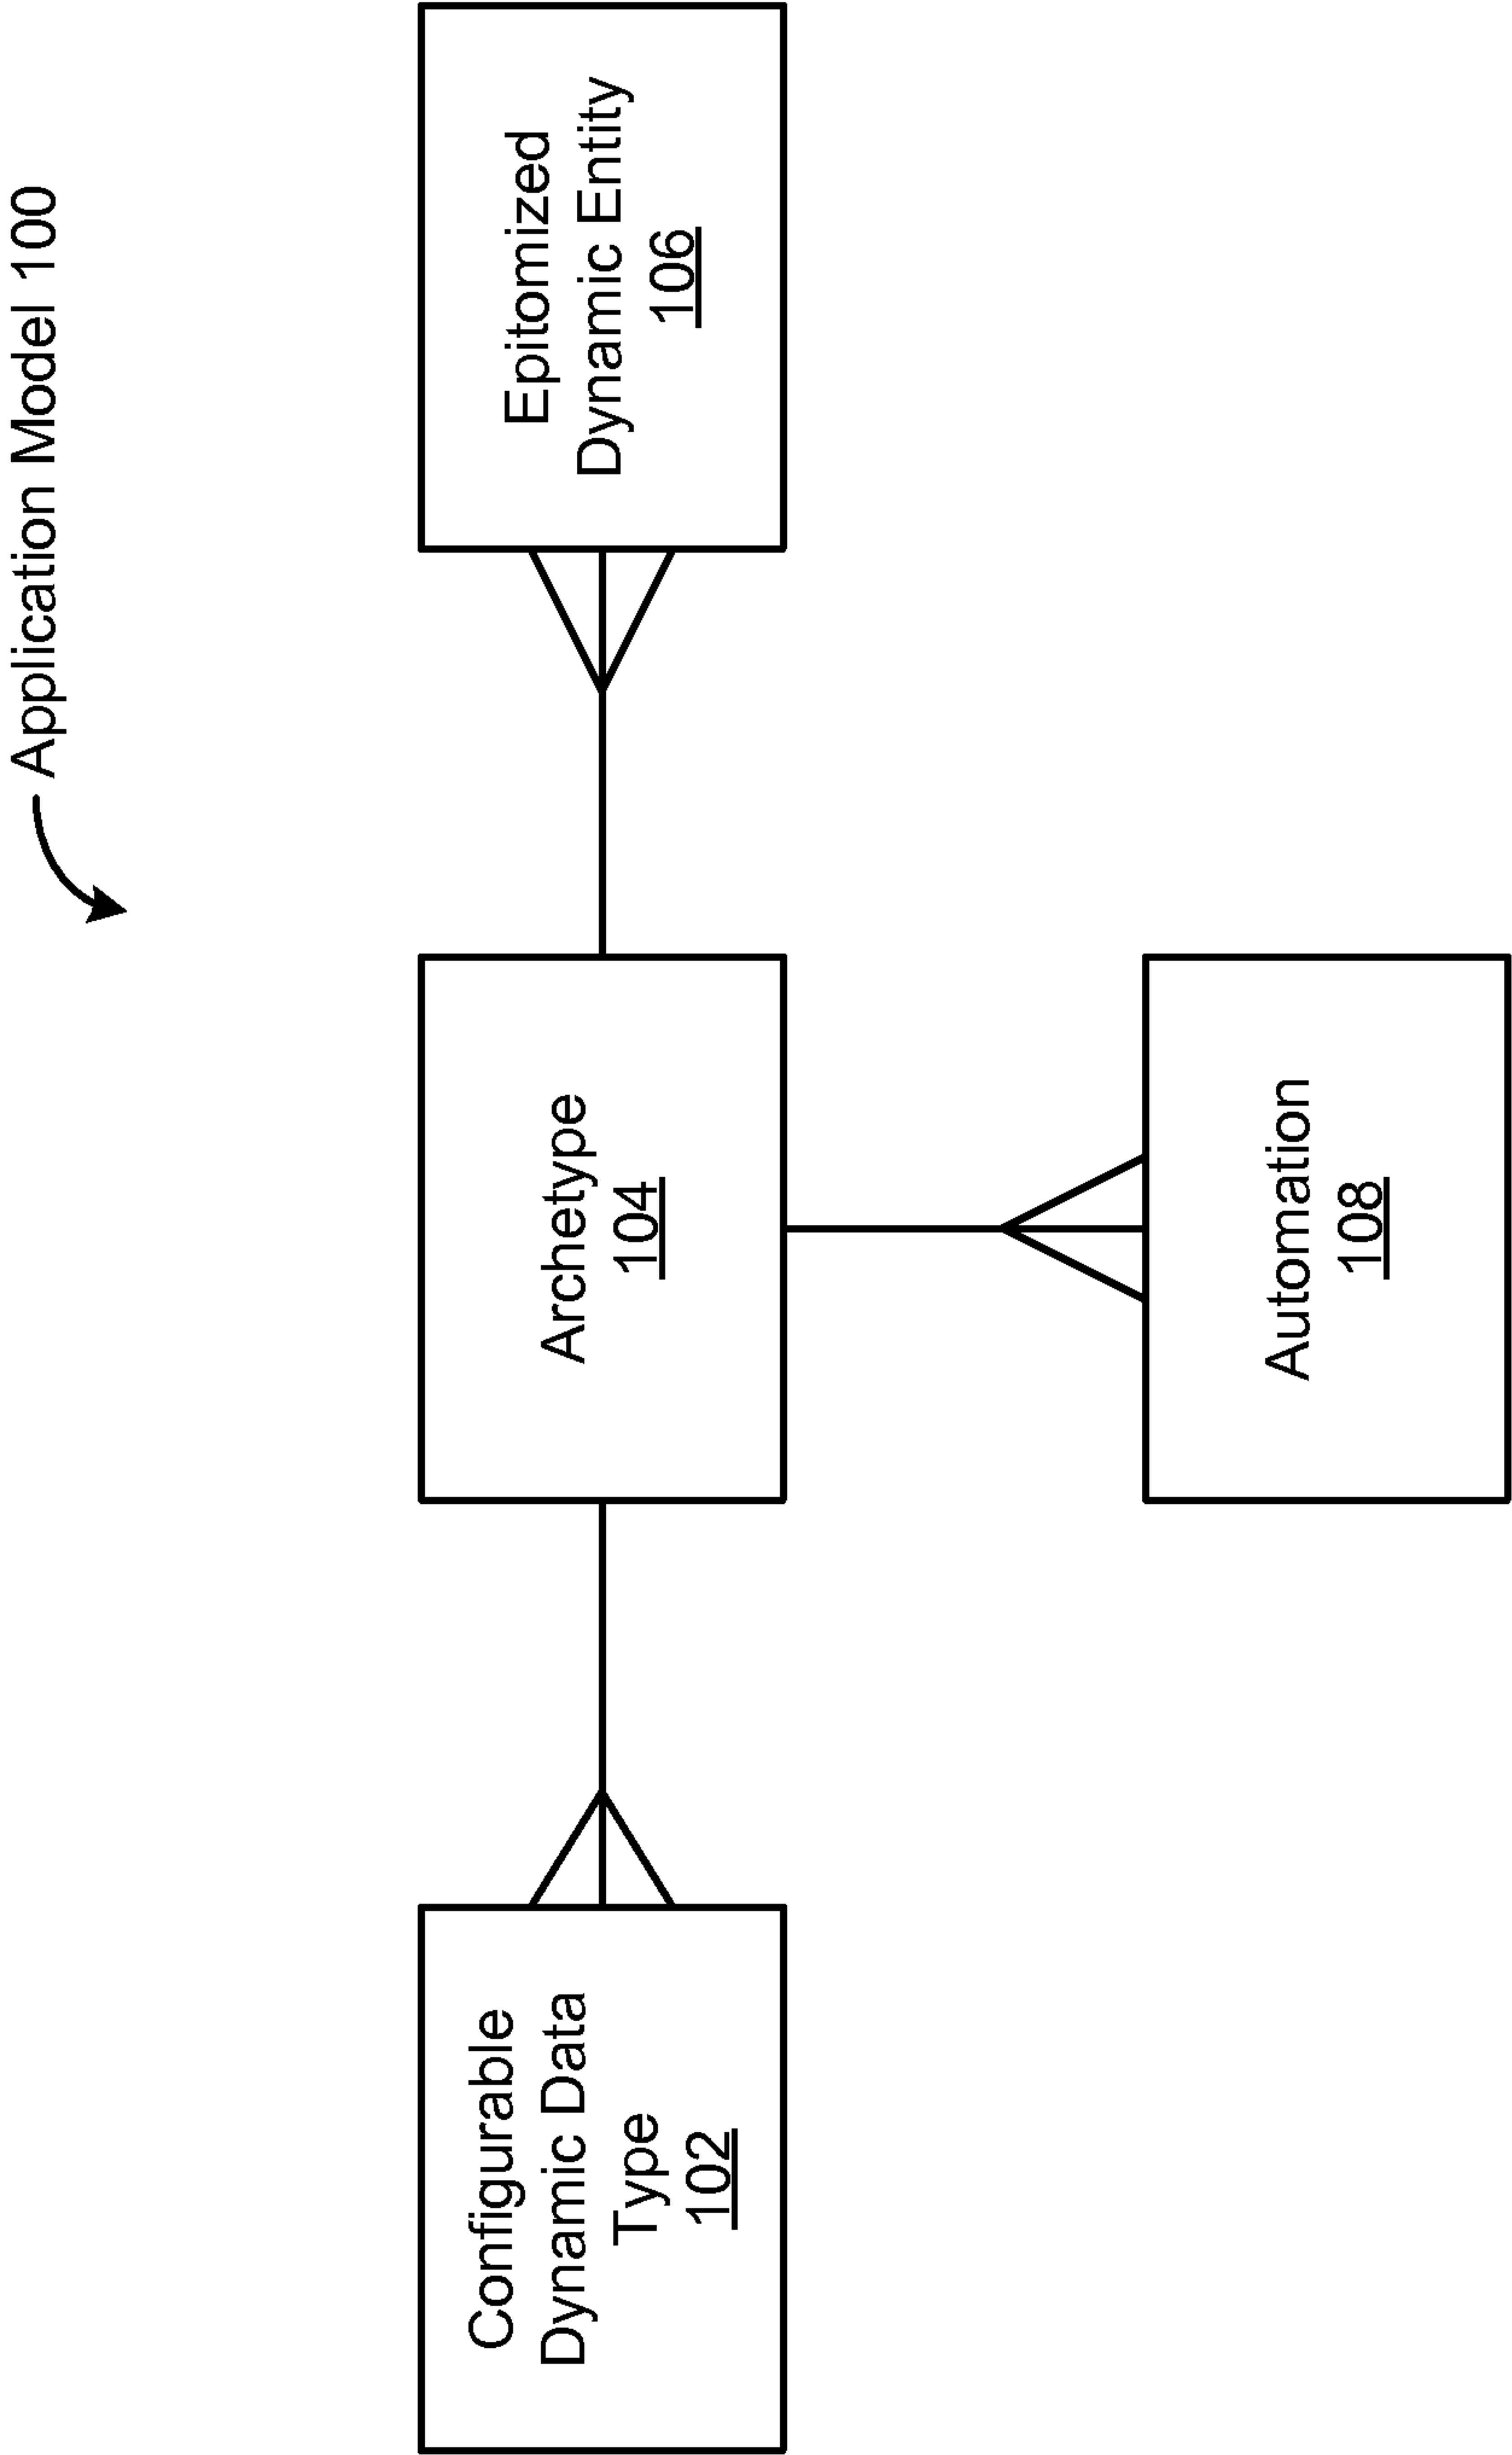 Application Model 100
Configurable
Dynamic Data
Type
102
Archetype
104
Epitomized
Dynamic Entity
106
Automation
108